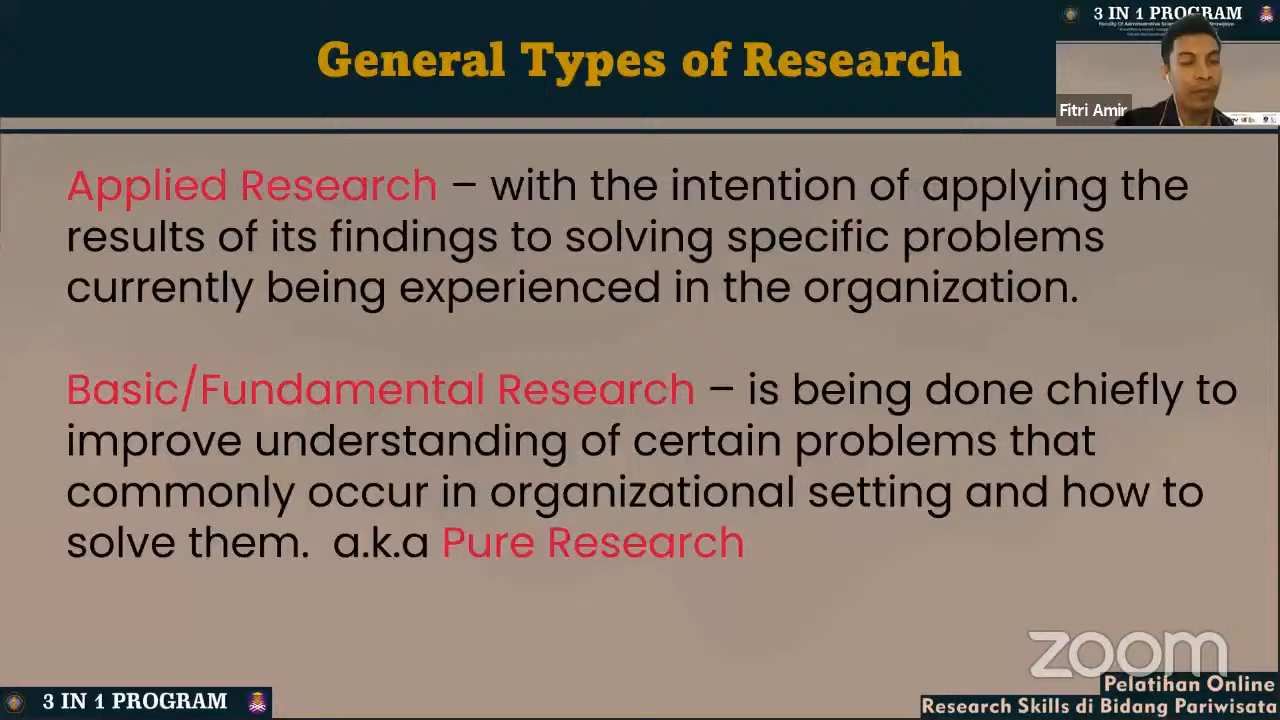 General Types of Research
3 IN 1 PROGRAM
Fitri Amir
Applied Research – with the intention of applying the
results of its findings to solving specific problems
currently being experienced in the organization.
Basic/Fundamental Research – is being done chiefly to
improve understanding of certain problems that
commonly occur in organizational setting and how to
solve them. a.k.a Pure Research
zoom
Pelatihan Online
Research Skills di Bidang Pariwisata
3 IN 1 PROGRAM